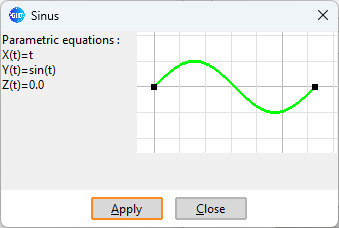 Sinus
Parametric equations :
X(t)=t
Y(t)=sin(t)
Z(t)=0.0
Apply
Close